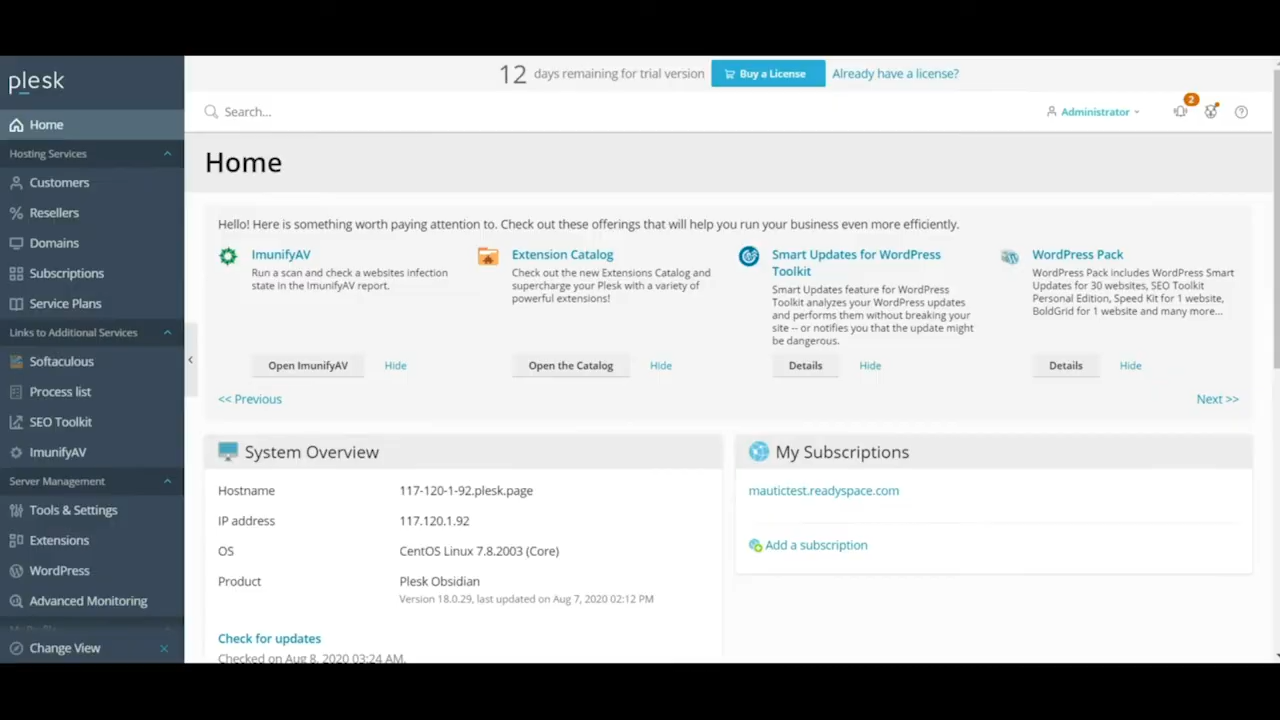 plesk
12 days remaining for trial version Buy a License Already have a license?
Search...
Administrator
2
Home
Hosting Services
Customers
Resellers
Domains
Subscriptions
Service Plans
Links to Additional Services
Softaculous
Process list
SEO Toolkit
ImunifyAV
Server Management
Tools & Settings
Extensions
WordPress
Advanced Monitoring
Change View
Home
Hello! Here is something worth paying attention to. Check out these offerings that will help you run your business even more efficiently.
ImunifyAV
Run a scan and check a websites infection
state in the ImunifyAV report.
Open ImunifyAV Hide
Extension Catalog
Check out the new Extensions Catalog and
supercharge your Plesk with a variety of
powerful extensions!
Open the Catalog Hide
Smart Updates for WordPress
Toolkit
Smart Updates feature for WordPress
Toolkit analyzes your WordPress updates
and performs them without breaking your
site -- or notifies you that the update might
be dangerous.
Details Hide
WordPress Pack
WordPress Pack includes WordPress Smart
Updates for 30 websites, SEO Toolkit
Personal Edition, Speed Kit for 1 website,
BoldGrid for 1 website and many more...
Details Hide
<< Previous Next >>
System Overview
Hostname 117-120-1-92.plesk.page
IP address 117.120.1.92
OS CentOS Linux 7.8.2003 (Core)
Product Plesk Obsidian
Version 18.0.29, last updated on Aug 7, 2020 02:12 PM
Check for updates
Checked on Aug 8, 2020 03:24 AM.
My Subscriptions
mautictest.readyspace.com
Add a subscription